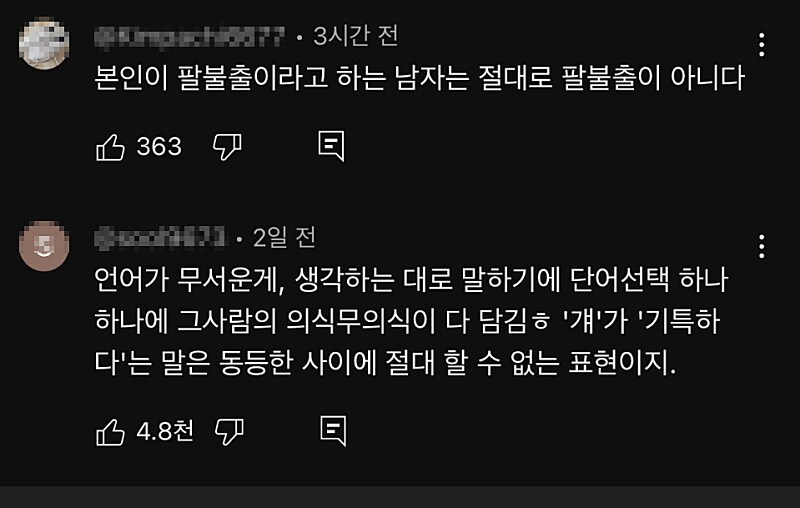 • 3시간 전
본인이 팔불출이라고 하는 남자는 절대로 팔불출이 아니다
363
• 2일 전
언어가 무서운게, 생각하는 대로 말하기에 단어선택 하나
하나에 그사람의 의식무의식이 다 담김ㅎ '걔'가 '기특하
다'는 말은 동등한 사이에 절대 할 수 없는 표현이지.
4.8천